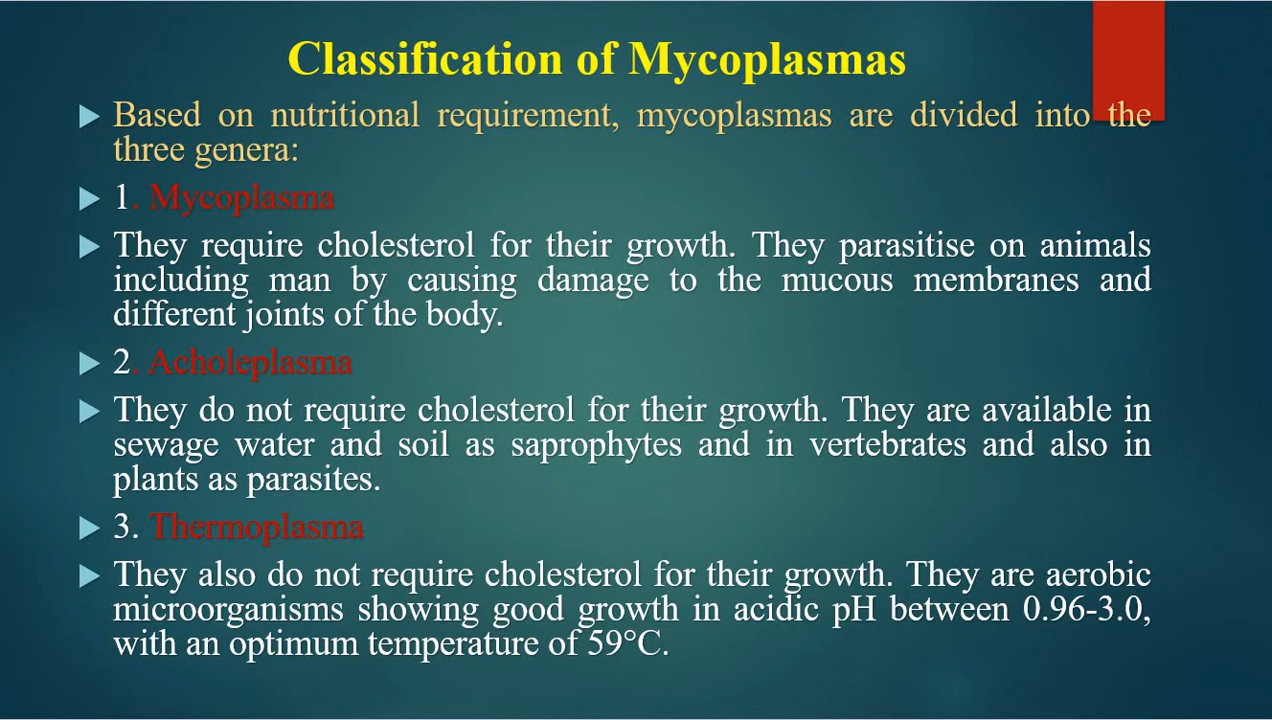 Classification of Mycoplasmas
Based on nutritional requirement, mycoplasmas are divided into the
three genera:
1. Mycoplasma
They require cholesterol for their growth. They parasitise on animals
including man by causing damage to the mucous membranes and
different joints of the body.
2. Acholeplasma
They do not require cholesterol for their growth. They are available in
sewage water and soil as saprophytes and in vertebrates and also in
plants as parasites.
3. Thermoplasma
They also do not require cholesterol for their growth. They are aerobic
microorganisms showing good growth in acidic pH between 0.96-3.0,
with an optimum temperature of 59°C.